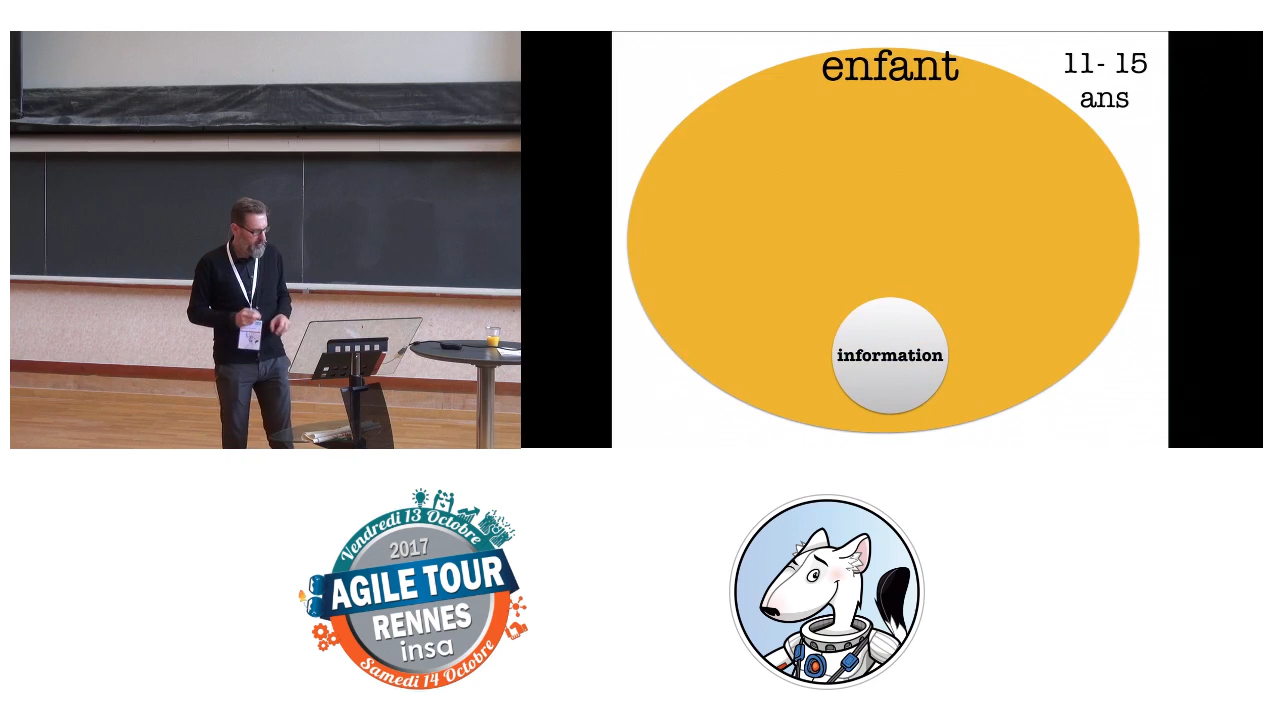 enfant
11- 15
ans
information
Vendredi 13 Octobre
2017
AGILE TOUR
RENNES
insa
Samedi 14 Octobre